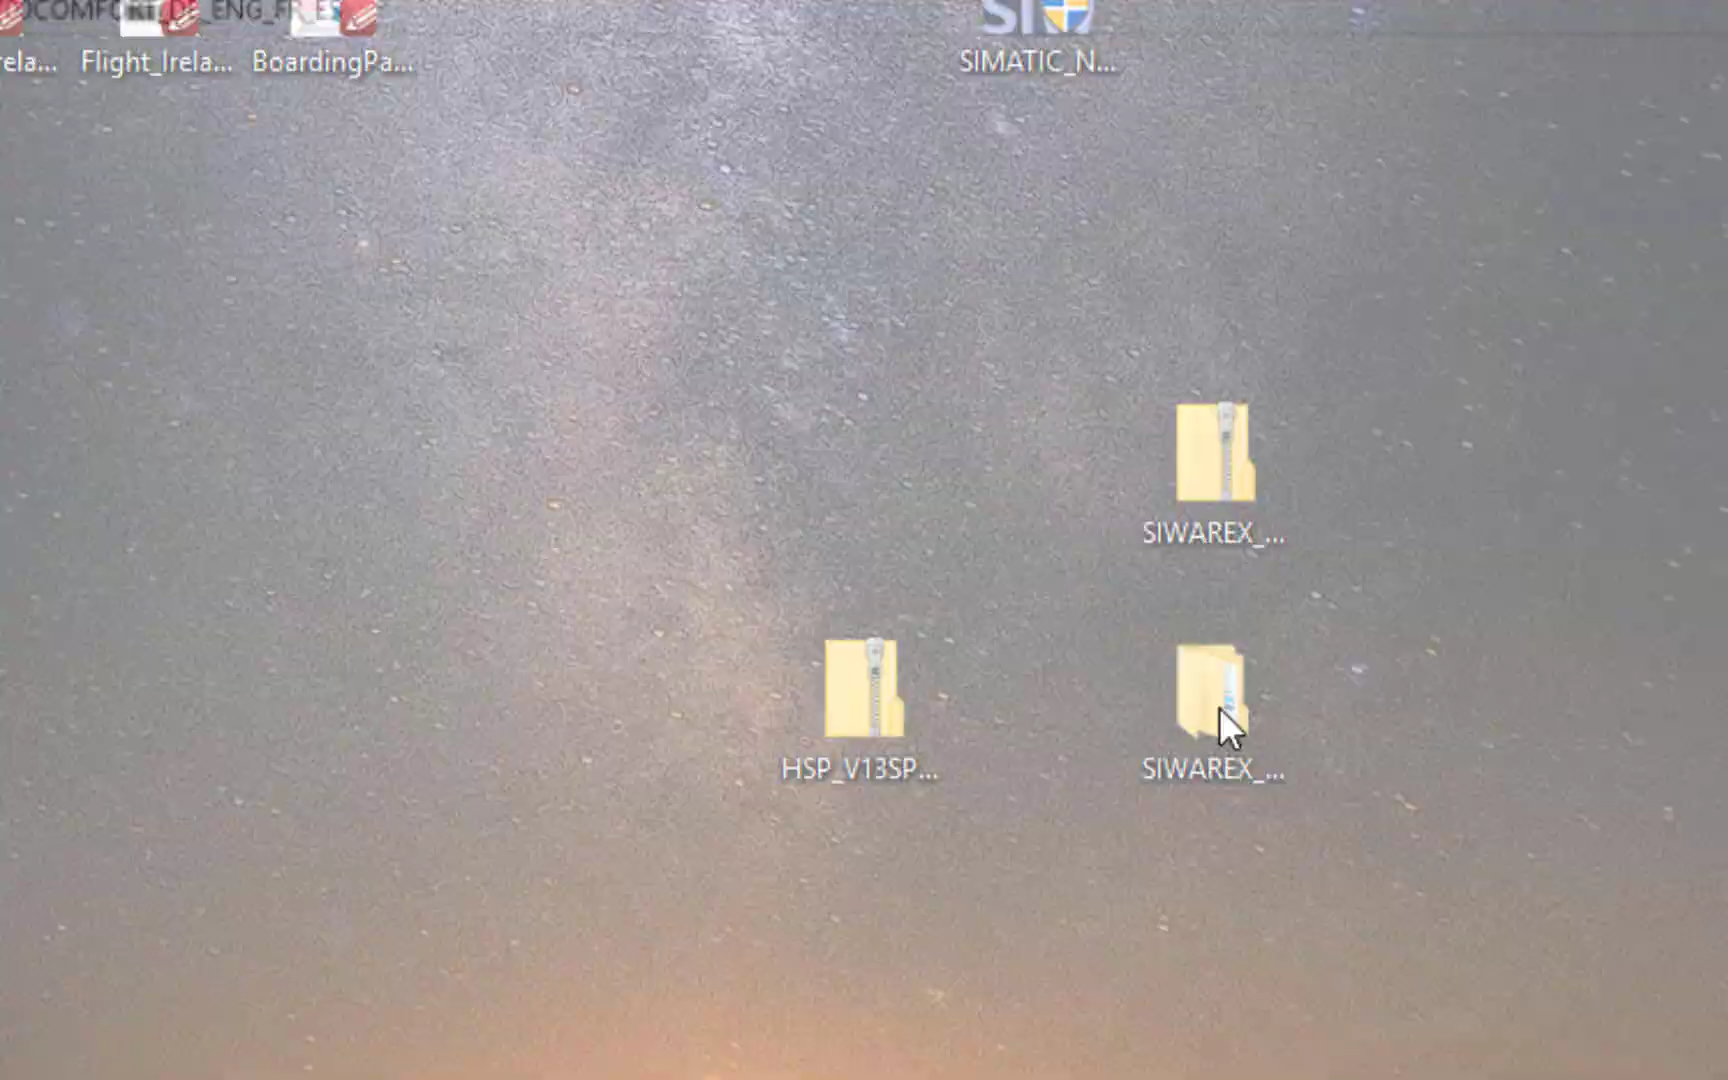 rela...
Flight_Irela...
BoardingPa...
SIMATIC_N...
SIWAREX_...
HSP_V13SP...
SIWAREX_...